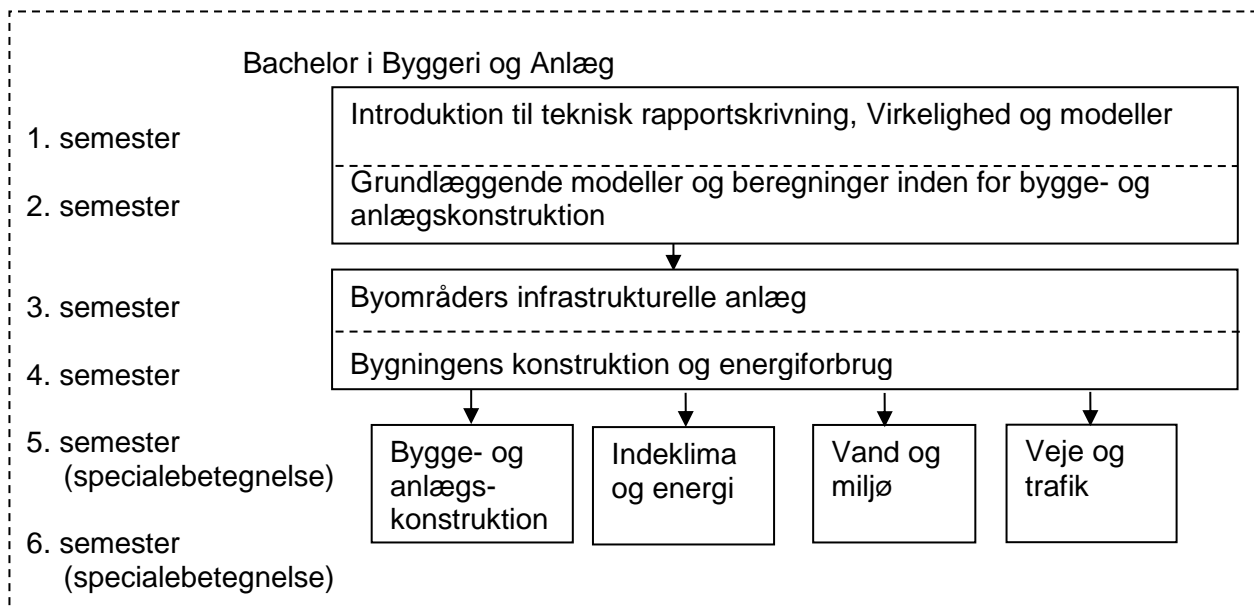 Bachelor i Byggeri og Anlæg
1. semester
Introduktion til teknisk rapportskrivning, Virkelighed og modeller
2. semester
Grundlæggende modeller og beregninger inden for bygge- og
anlægskonstruktion
3. semester
Byområders infrastrukturelle anlæg
4. semester
Bygningens konstruktion og energiforbrug
5. semester
(specialebetegnelse)
Bygge- og
anlægs-
konstruktion
Indeklima
og energi
Vand og
miljø
Veje og
trafik
6. semester
(specialebetegnelse)